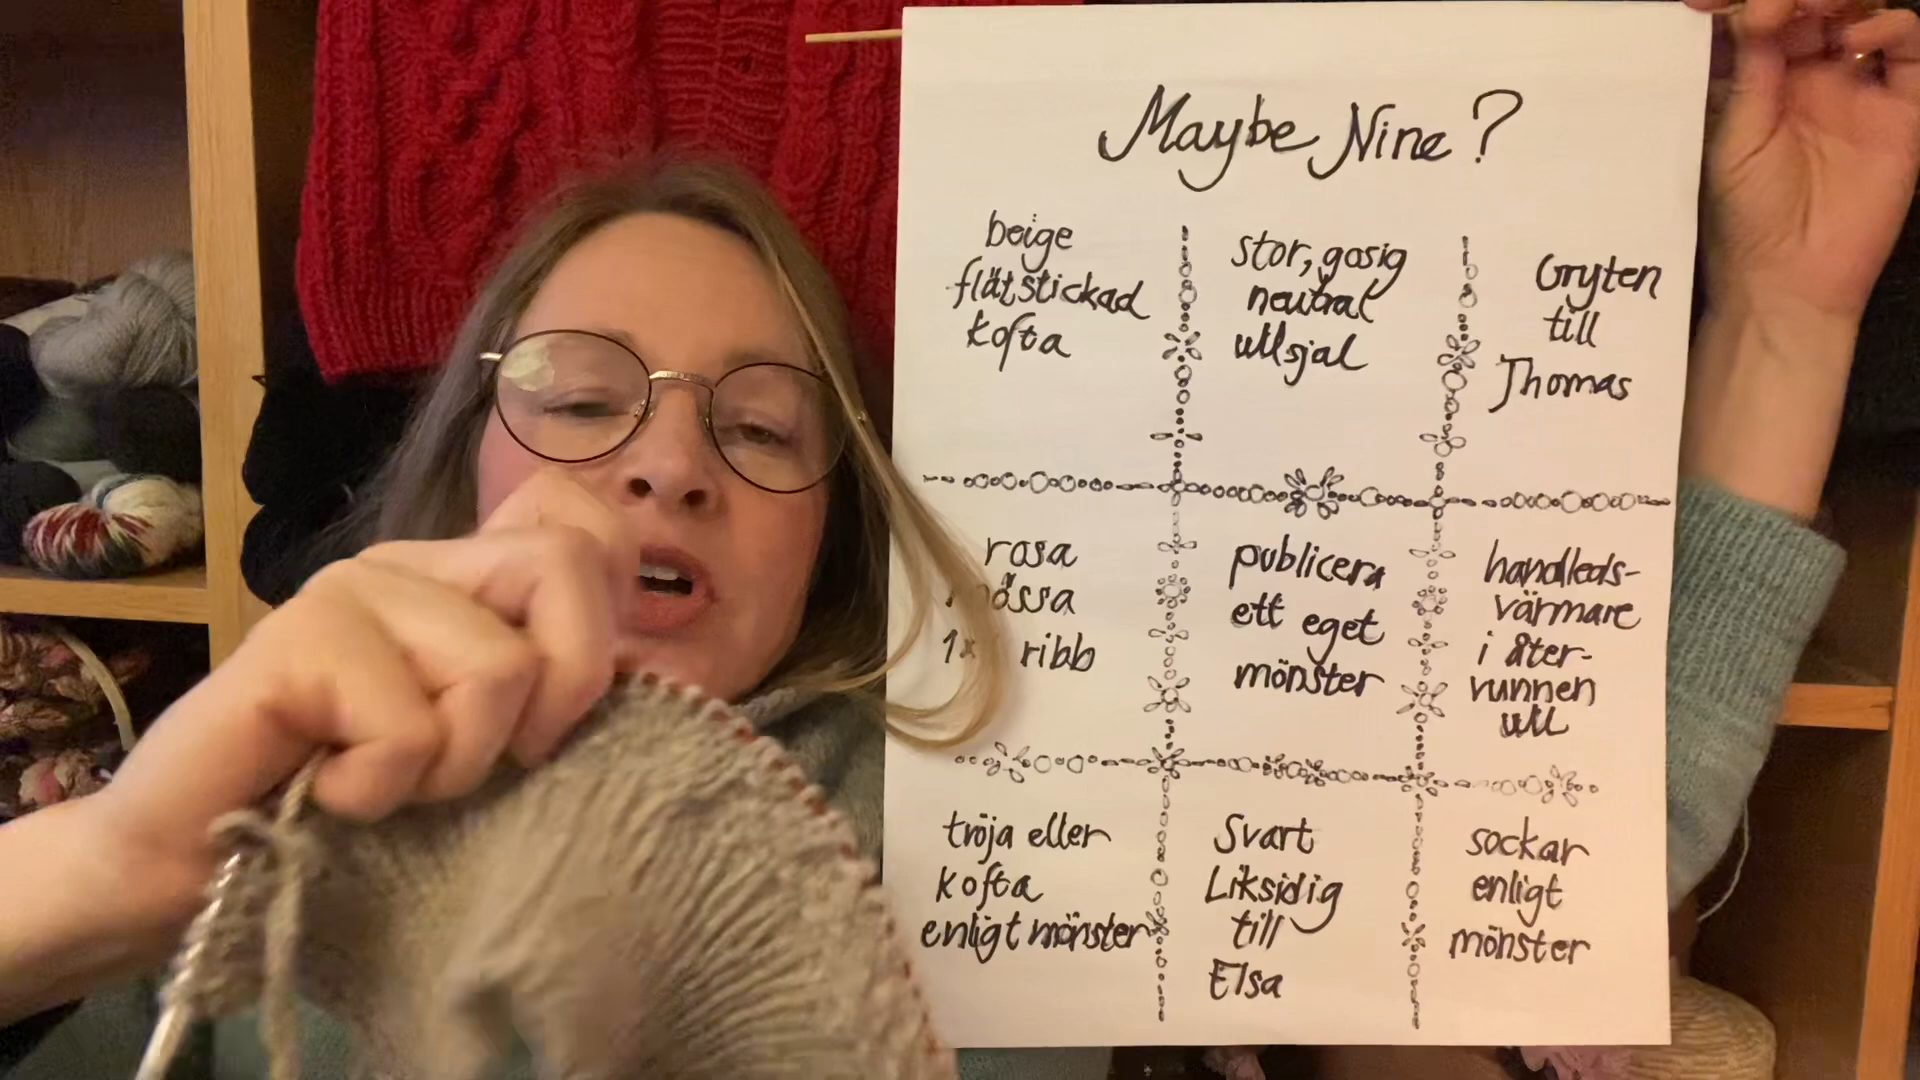 Maybe Nine?
beige
flätstickad
kofta
stor, gosig
neutral
ullsjal
Gryten
till
Thomas
rosa
ribb
publicera
ett eget
mönster
handleds-
värmare
i åter-
vunnen
ull
tröja eller
kofta
enligt mönster
Svart
Liksidig
till
Elsa
sockar
enligt
mönster